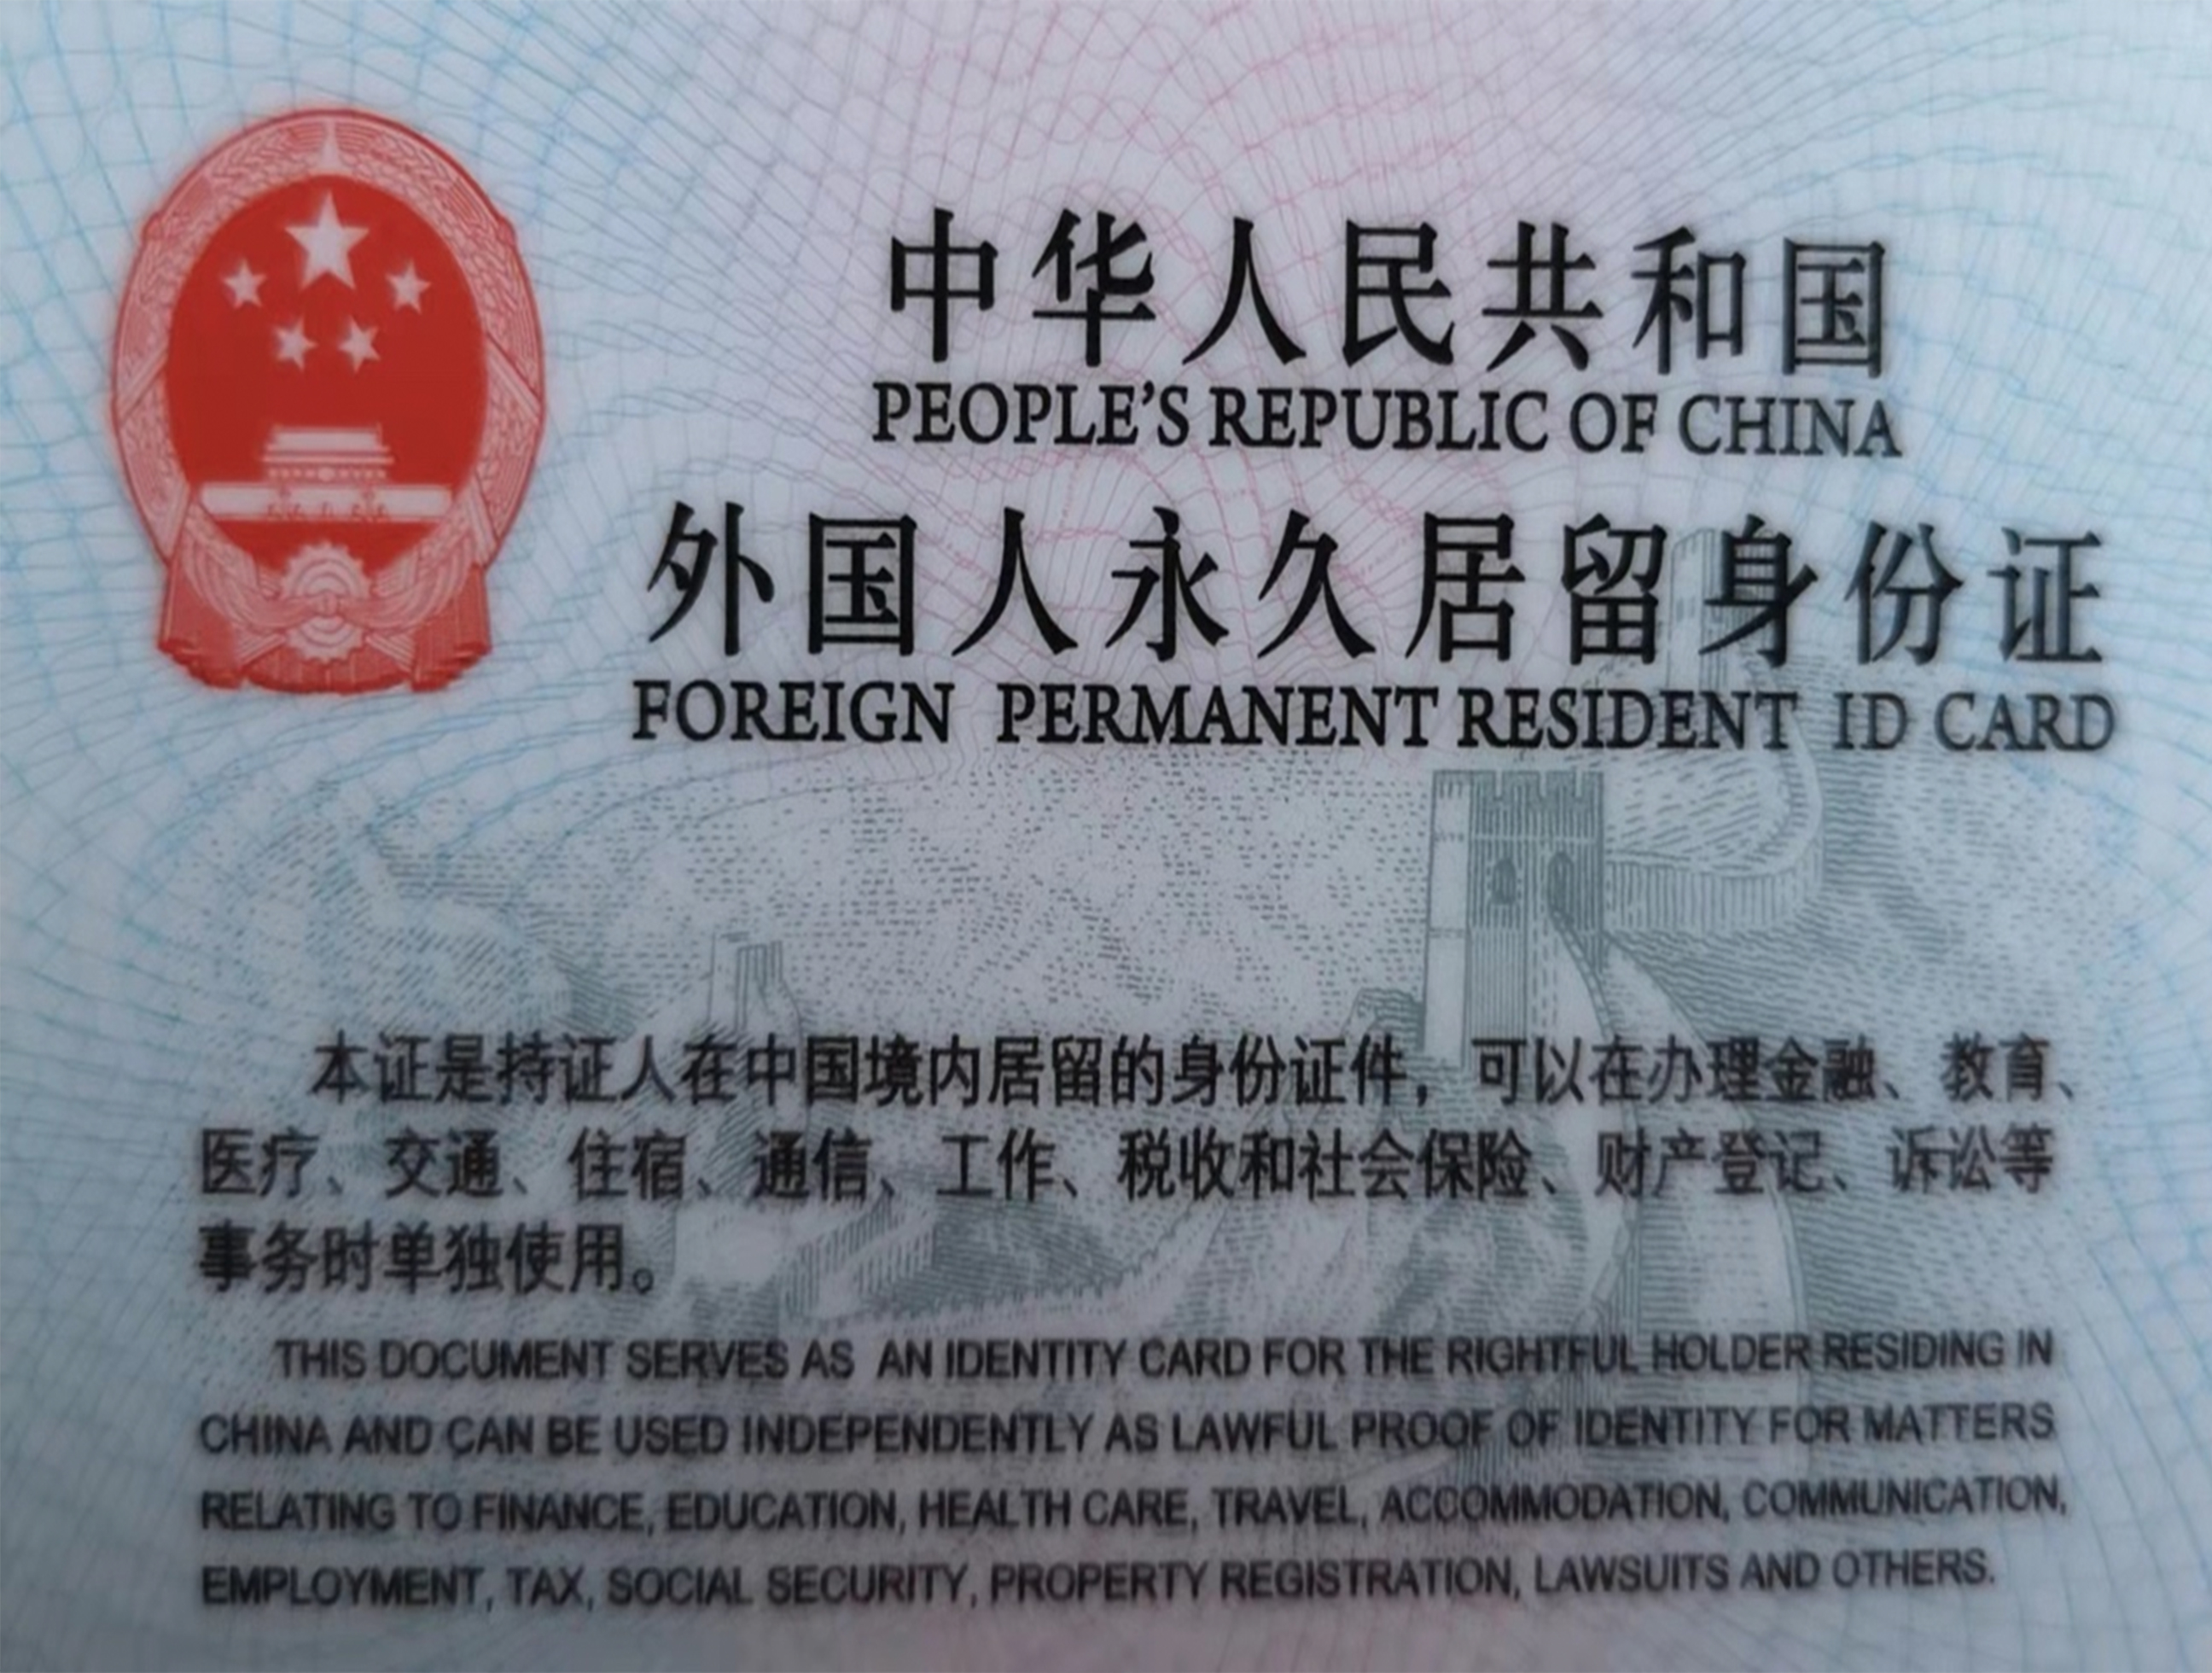 中华人民共和国
PEOPLE'S REPUBLIC OF CHINA
外国人永久居留身份证
FOREIGN PERMANENT RESIDENT ID CARD
本证是持证人在中国境内居留的身份证件，可以在办理金融、教育、
医疗、交通、住宿、通信、工作、税收和社会保险、财产登记、诉讼等
事务时单独使用。
THIS DOCUMENT SERVES AS AN IDENTITY CARD FOR THE RIGHTFUL HOLDER RESIDING IN
CHINA AND CAN BE USED INDEPENDENTLY AS LAWFUL PROOF OF IDENTITY FOR MATTERS
RELATING TO FINANCE, EDUCATION, HEALTH CARE, TRAVEL, ACCOMMODATION, COMMUNICATION,
EMPLOYMENT, TAX, SOCIAL SECURITY, PROPERTY REGISTRATION, LAWSUITS AND OTHERS.